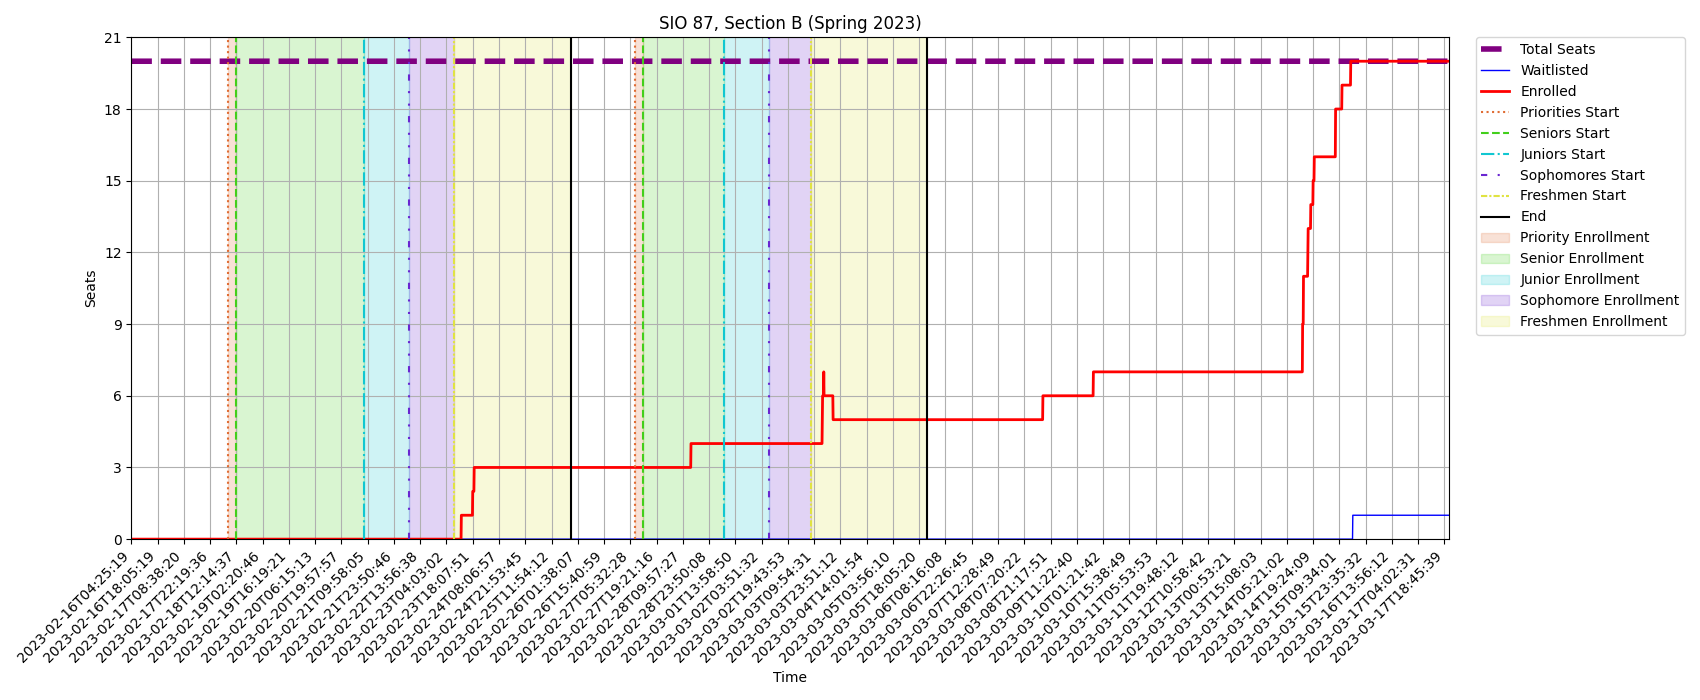 SIO 87, Section B (Spring 2023)
21
18
15
12
9
6
3
0
Seats
Total Seats
Waitlisted
Enrolled
Priorities Start
Seniors Start
Juniors Start
Sophomores Start
Freshmen Start
End
Priority Enrollment
Senior Enrollment
Junior Enrollment
Sophomore Enrollment
Freshmen Enrollment
2023-02-16T04:25:19
2023-02-16T18:05:19
2023-02-17T08:38:20
2023-02-17T22:19:36
2023-02-18T12:14:37
2023-02-19T02:20:46
2023-02-19T16:19:21
2023-02-20T06:15:13
2023-02-20T19:57:57
2023-02-21T09:58:05
2023-02-21T23:50:46
2023-02-22T13:56:38
2023-02-23T04:03:02
2023-02-23T18:07:51
2023-02-24T08:06:57
2023-02-24T21:53:45
2023-02-25T11:54:12
2023-02-26T01:38:07
2023-02-26T15:40:59
2023-02-27T05:32:28
2023-02-27T19:21:16
2023-02-28T09:57:27
2023-02-28T23:50:08
2023-03-01T13:58:50
2023-03-02T03:51:32
2023-03-02T19:43:53
2023-03-03T09:54:31
2023-03-03T23:51:12
2023-03-04T14:01:54
2023-03-05T03:56:10
2023-03-05T18:05:20
2023-03-06T08:16:08
2023-03-06T22:26:45
2023-03-07T12:28:49
2023-03-08T07:20:22
2023-03-08T21:17:51
2023-03-09T11:22:40
2023-03-10T01:21:42
2023-03-10T15:38:49
2023-03-11T05:53:53
2023-03-11T19:48:12
2023-03-12T10:58:42
2023-03-13T00:53:21
2023-03-13T15:08:03
2023-03-14T05:21:02
2023-03-14T19:24:09
2023-03-15T09:34:01
2023-03-15T23:35:32
2023-03-16T13:56:12
2023-03-17T04:02:31
2023-03-17T18:45:39
Time